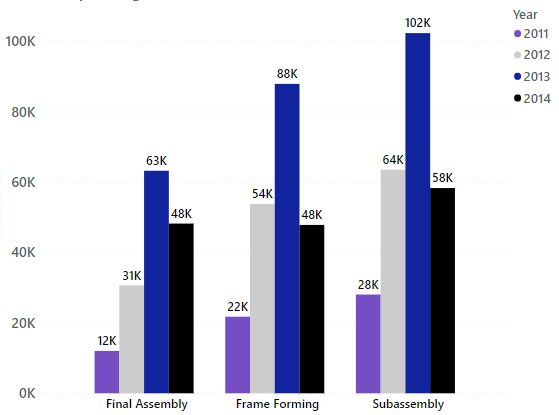 Year
2011
2012
2013
2014
100K
80K
60K
40K
20K
0K
12K
31K
63K
48K
22K
54K
88K
48K
28K
64K
102K
58K
Final Assembly
Frame Forming
Subassembly